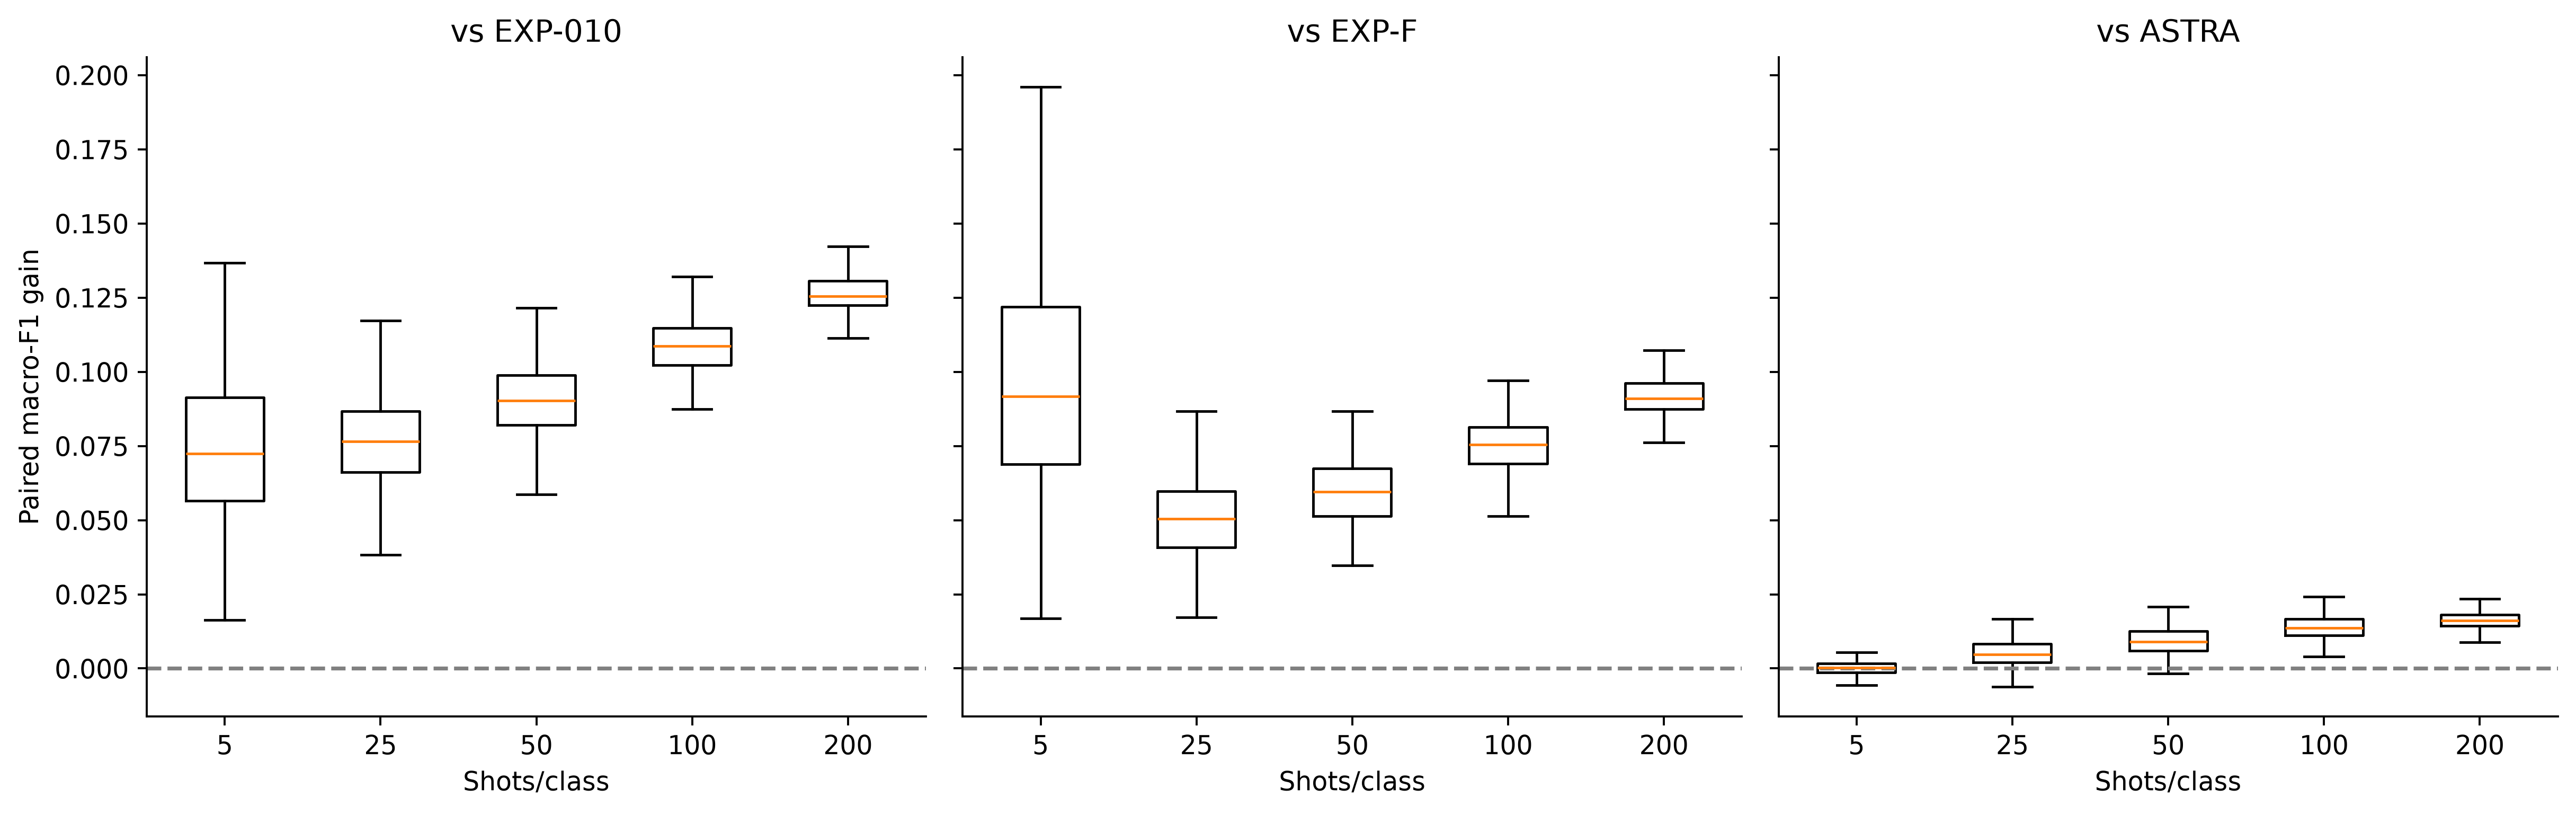 vs EXP-010
vs EXP-F
vs ASTRA
Paired macro-F1 gain
0.200
0.175
0.150
0.125
0.100
0.075
0.050
0.025
0.000
5 25 50 100 200
5 25 50 100 200
5 25 50 100 200
Shots/class
Shots/class
Shots/class